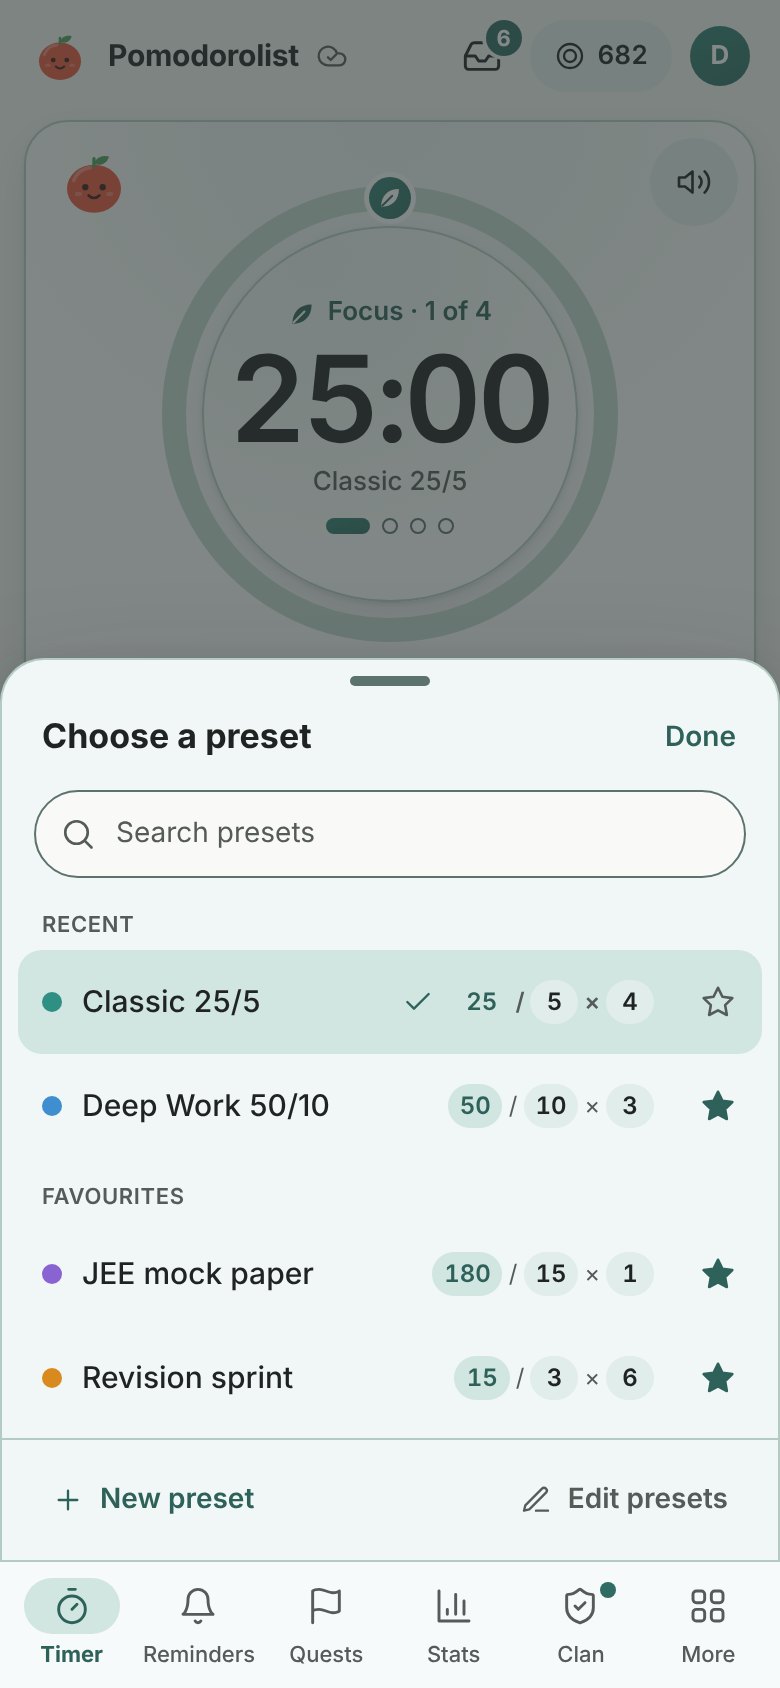 Pomodorolist
6
682
D
Focus · 1 of 4
25:00
Classic 25/5
Choose a preset
Done
Search presets
RECENT
Classic 25/5 25 / 5 × 4
Deep Work 50/10 50 / 10 × 3
FAVOURITES
JEE mock paper 180 / 15 × 1
Revision sprint 15 / 3 × 6
New preset
Edit presets
Timer Reminders Quests Stats Clan More